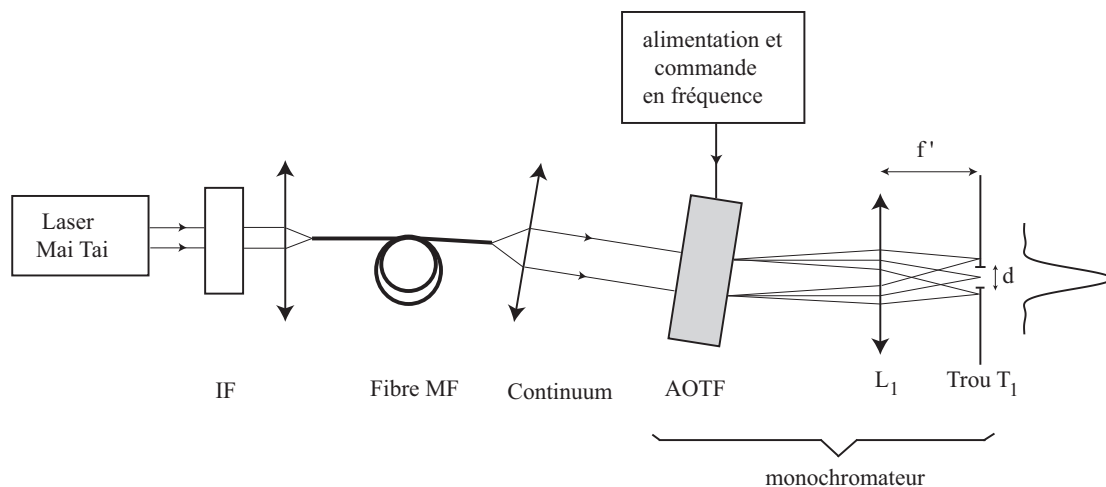 alimentation et
commande
en fréquence
f '
Laser
Mai Tai
d
IF
Fibre MF
Continuum
AOTF
L1
Trou T1
monochromateur